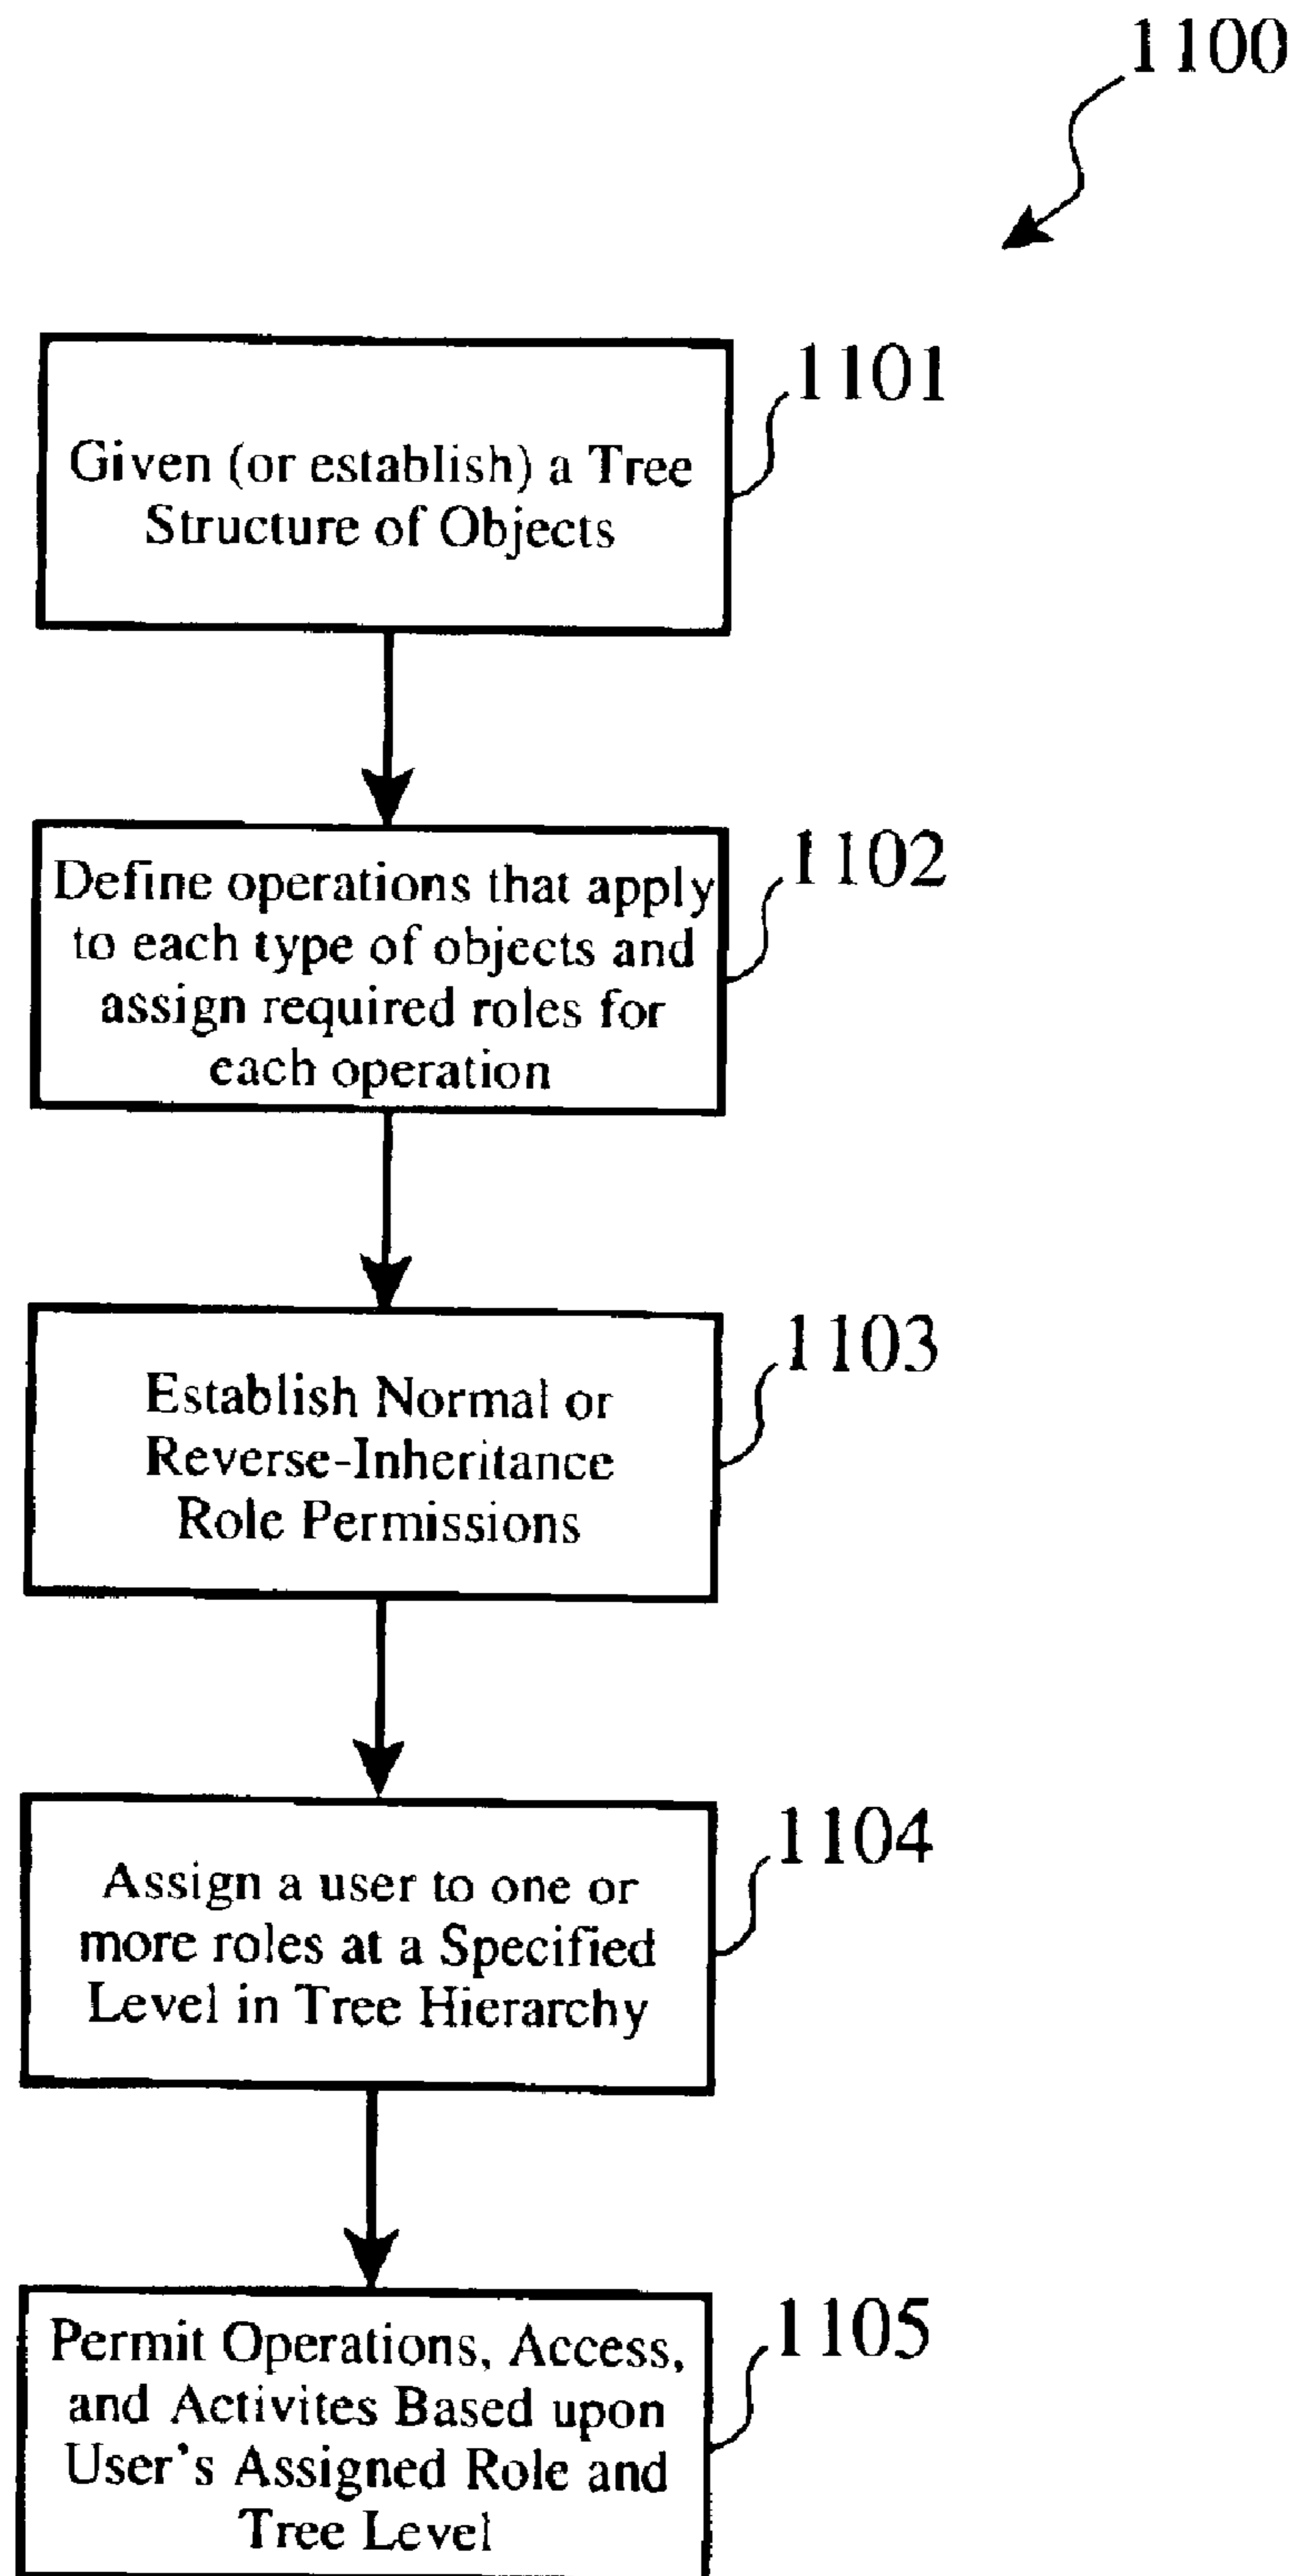 1100
1101
Given (or establish) a Tree
Structure of Objects
1102
Define operations that apply
to each type of objects and
assign required roles for
each operation
1103
Establish Normal or
Reverse-Inheritance
Role Permissions
1104
Assign a user to one or
more roles at a Specified
Level in Tree Hierarchy
1105
Permit Operations, Access,
and Activites Based upon
User's Assigned Role and
Tree Level